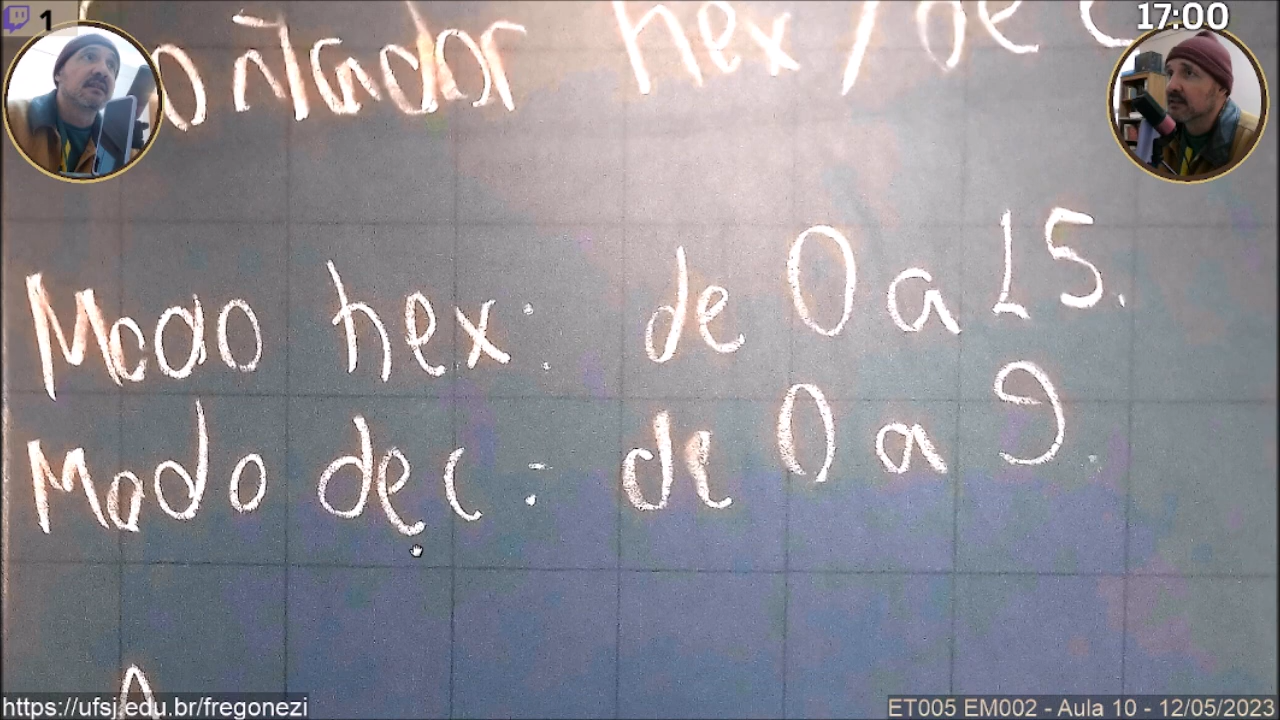 1
17:00
ontador hex/dec
Modo hex: de 0 a 15.
Modo dec: de 0 a 9.
https://ufsj.edu.br/fregonezi
ET005 EM002 - Aula 10 - 12/05/2023